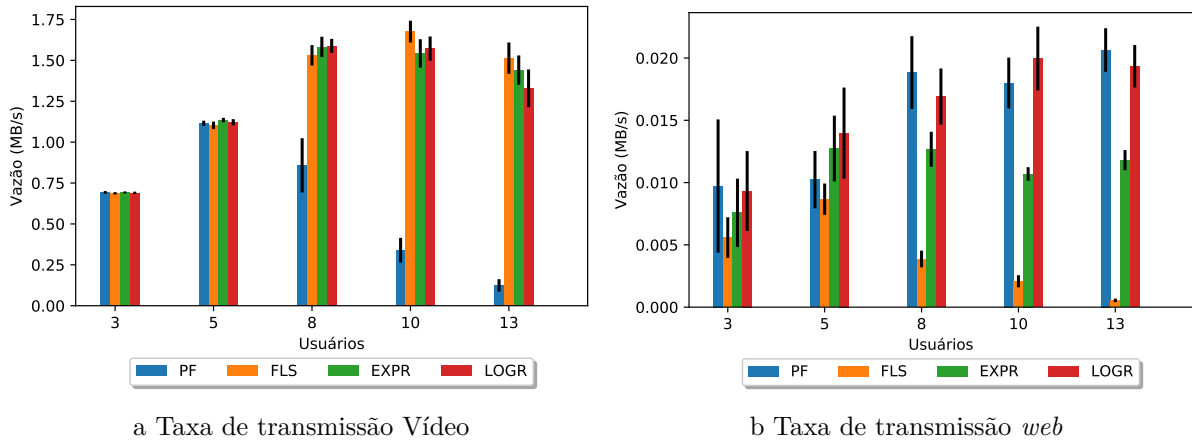 1.75
1.50
1.25
1.00
0.75
0.50
0.25
0.00
Vazão (MB/s)
3 5 8 10 13
Usuários
PF FLS EXPR LOGR
a Taxa de transmissão Vídeo
0.020
0.015
0.010
0.005
0.000
Vazão (MB/s)
3 5 8 10 13
Usuários
PF FLS EXPR LOGR
b Taxa de transmissão web